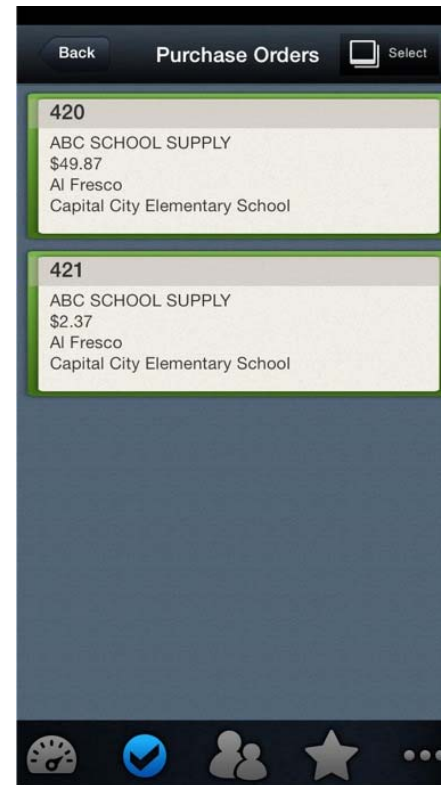 Back
Purchase Orders
Select
420
ABC SCHOOL SUPPLY
$49.87
Al Fresco
Capital City Elementary School
421
ABC SCHOOL SUPPLY
$2.37
Al Fresco
Capital City Elementary School